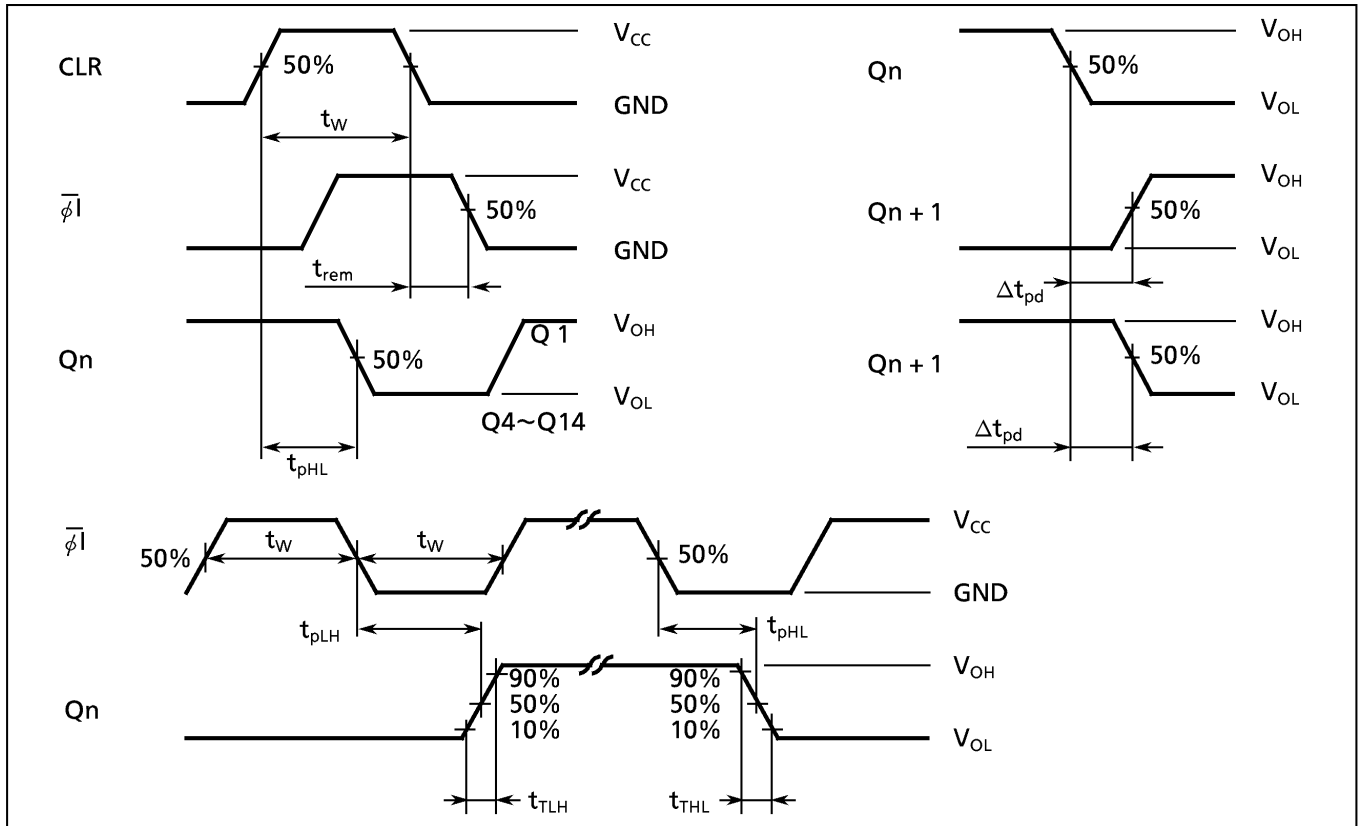 CLR
50%
V_CC
GND
t_W
φ̅I
50%
V_CC
GND
t_rem
Qn
50%
Q 1
V_OH
V_OL
Q4~Q14
t_pHL
Qn
50%
V_OH
V_OL
Qn + 1
50%
V_OH
V_OL
Δt_pd
Qn + 1
50%
V_OH
V_OL
Δt_pd
φ̅I
50%
t_W
t_W
50%
V_CC
GND
t_pLH
t_pHL
Qn
90%
50%
10%
90%
50%
10%
V_OH
V_OL
t_TLH
t_THL